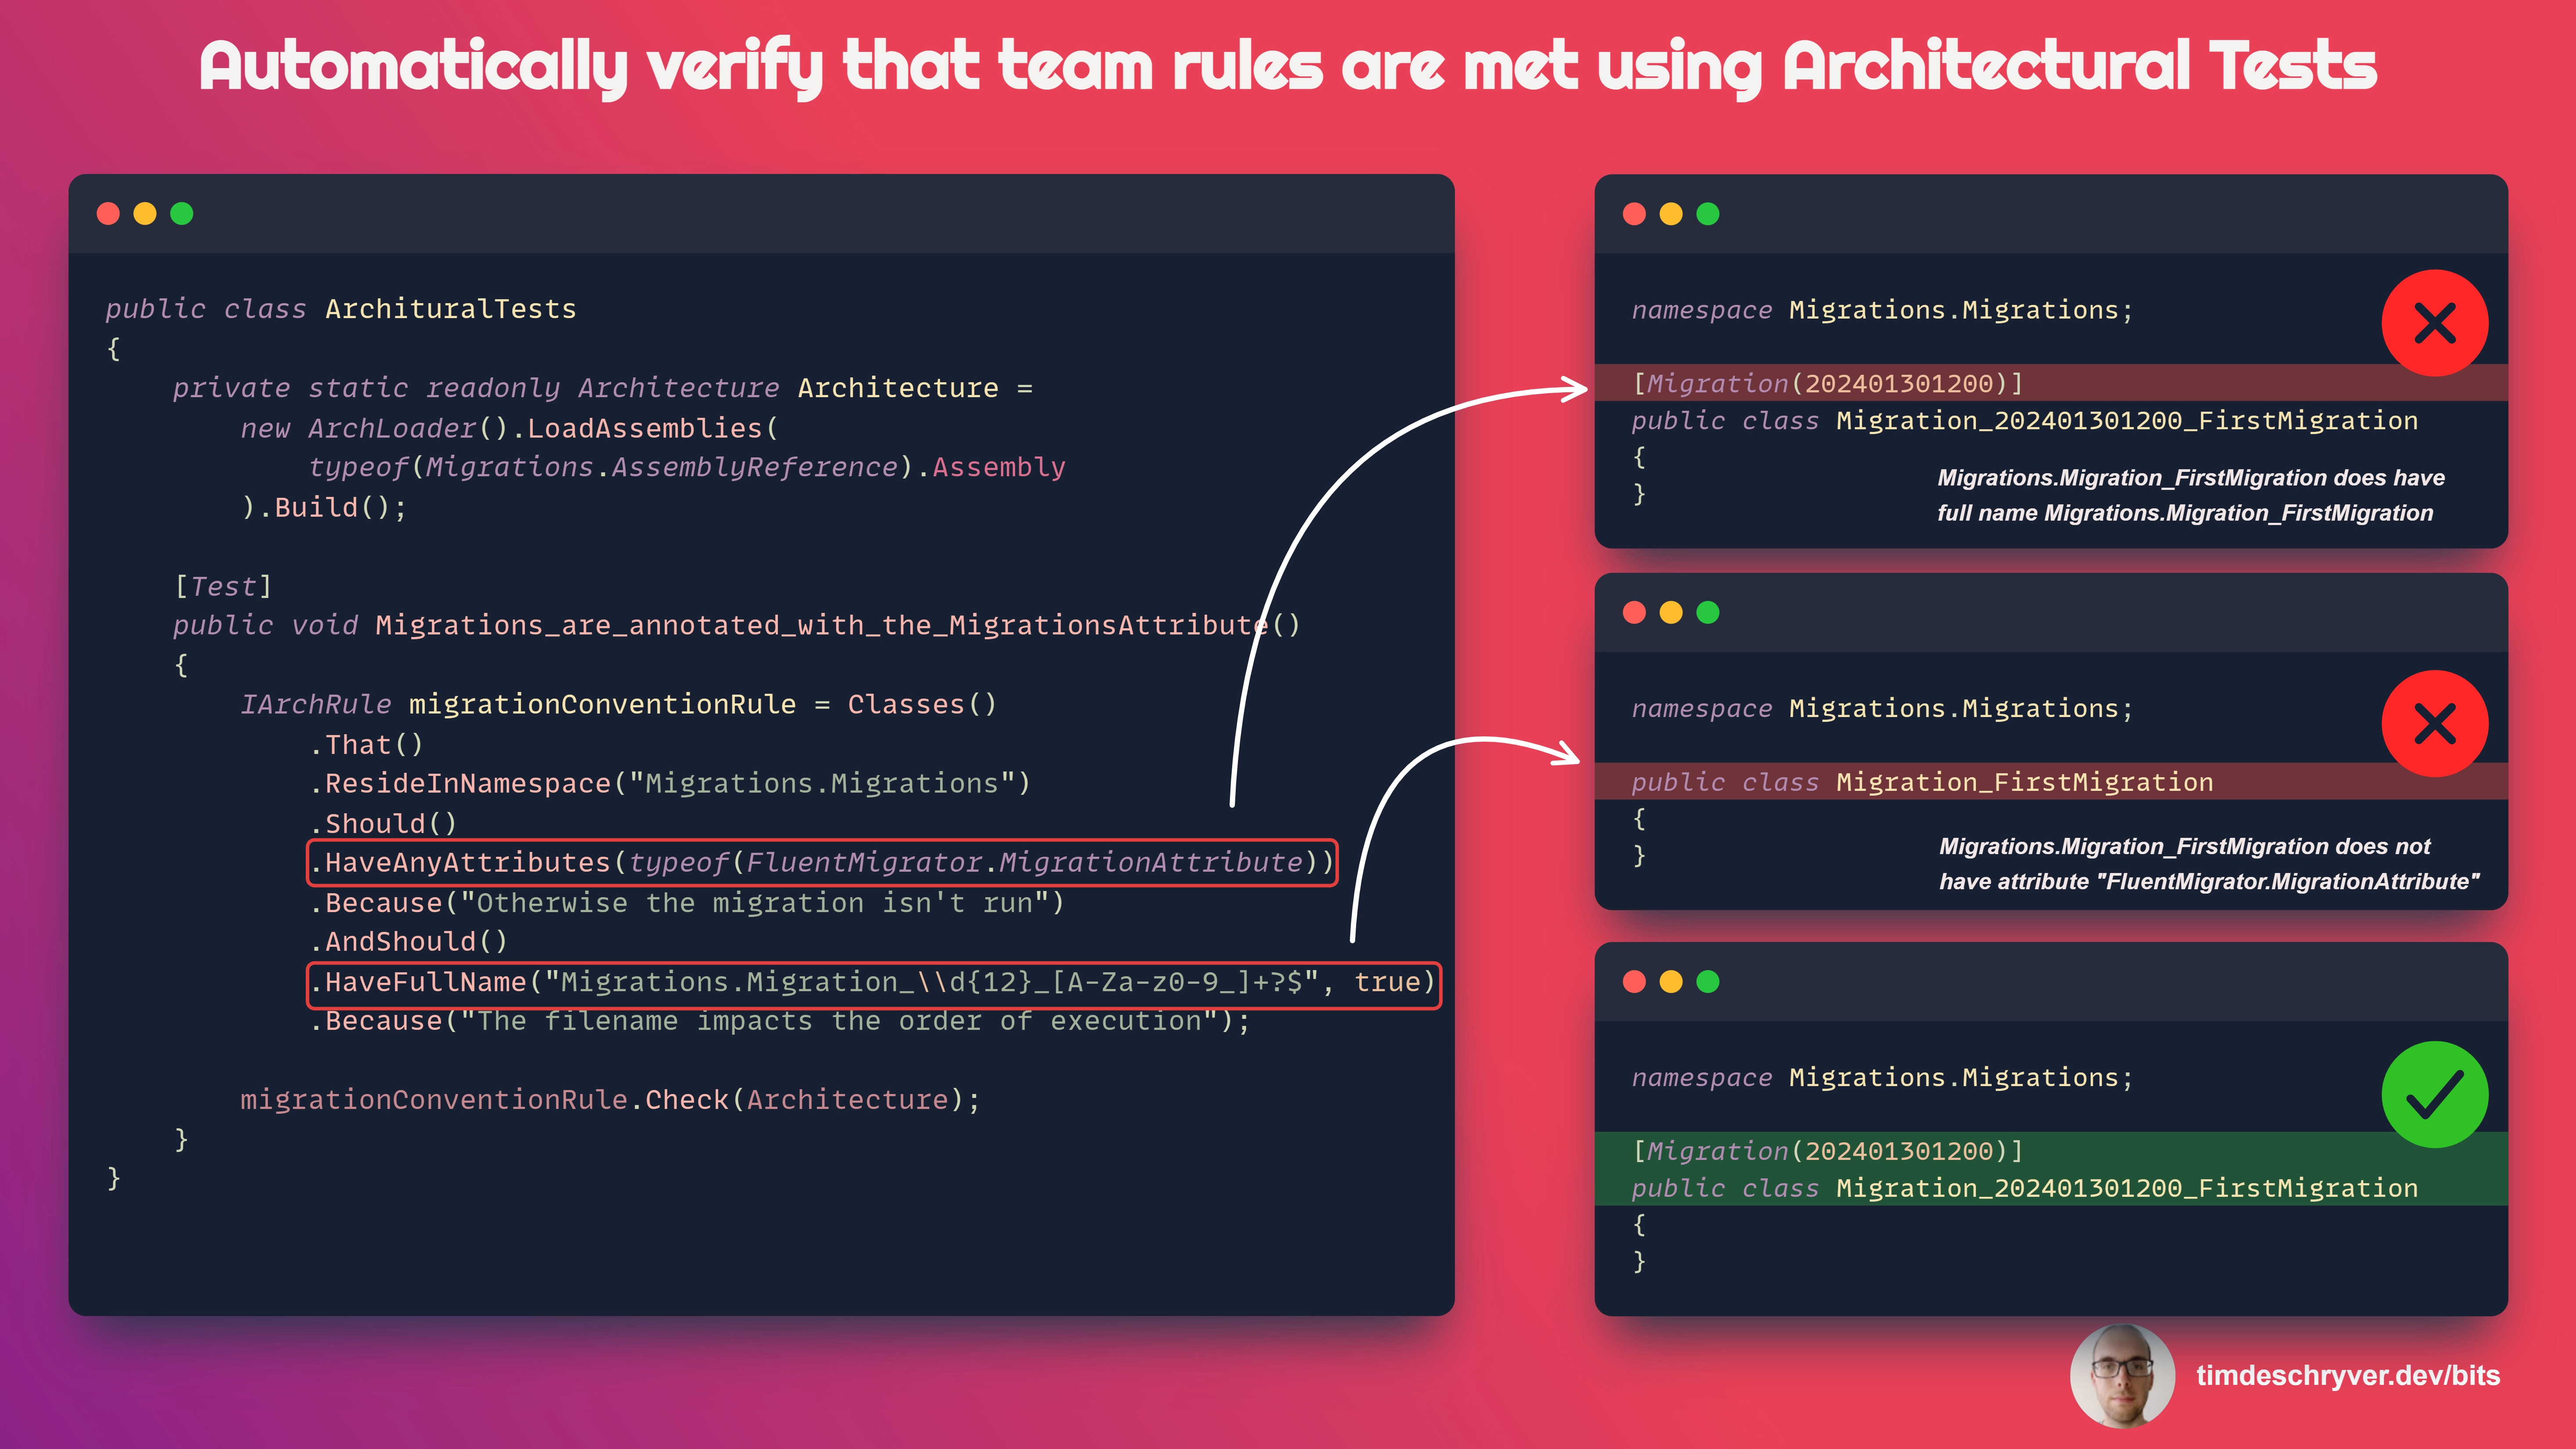 Automatically verify that team rules are met using Architectural Tests
public class ArchituralTests
{
    private static readonly Architecture Architecture =
        new ArchLoader().LoadAssemblies(
            typeof(Migrations.AssemblyReference).Assembly
        ).Build();
    [Test]
    public void Migrations_are_annotated_with_the_MigrationsAttribute()
    {
        IArchRule migrationConventionRule = Classes()
            .That()
            .ResideInNamespace("Migrations.Migrations")
            .Should()
            .HaveAnyAttributes(typeof(FluentMigrator.MigrationAttribute))
            .Because("Otherwise the migration isn't run")
            .AndShould()
            .HaveFullName("Migrations.Migration_\\d{12}_[A-Za-z0-9_]+?$", true)
            .Because("The filename impacts the order of execution");
        migrationConventionRule.Check(Architecture);
    }
}
namespace Migrations.Migrations;
[Migration(202401301200)]
public class Migration_202401301200_FirstMigration
{
}
Migrations.Migration_FirstMigration does have
full name Migrations.Migration_FirstMigration
namespace Migrations.Migrations;
public class Migration_FirstMigration
{
}
Migrations.Migration_FirstMigration does not
have attribute "FluentMigrator.MigrationAttribute"
namespace Migrations.Migrations;
[Migration(202401301200)]
public class Migration_202401301200_FirstMigration
{
}
timdeschryver.dev/bits